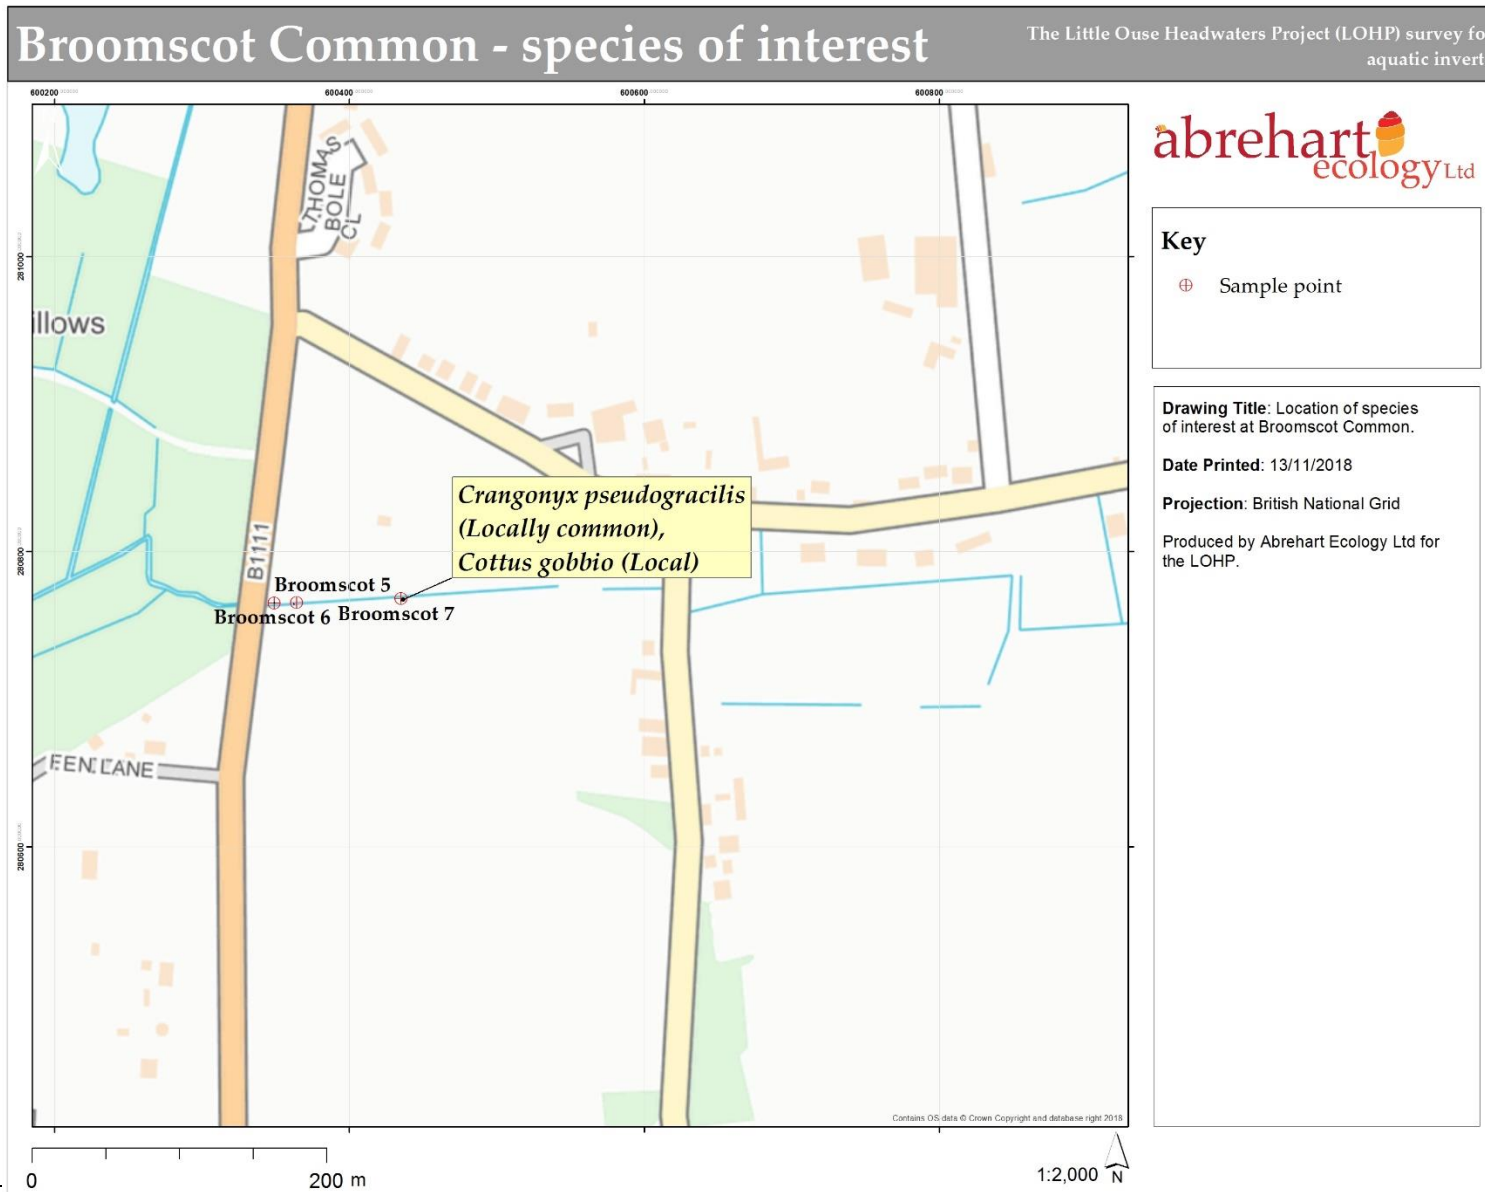 Broomscot Common - species of interest
The Little Ouse Headwaters Project (LOHP) survey fo
aquatic invert
600200
600400
600600
600800
281000
280800
280600
THOMAS
BOLE
CL
illows
B1111
FEN LANE
Crangonyx pseudogracilis
(Locally common),
Cottus gobbio (Local)
Broomscot 5
Broomscot 6
Broomscot 7
Contains OS data © Crown Copyright and database right 2018
0
200 m
1:2,000
N
abrehart
ecology Ltd
Key
Sample point
Drawing Title: Location of species
of interest at Broomscot Common.
Date Printed: 13/11/2018
Projection: British National Grid
Produced by Abrehart Ecology Ltd for
the LOHP.